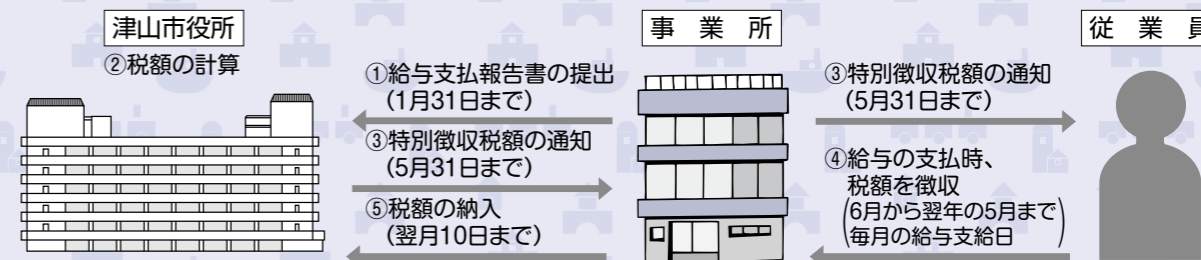 津山市役所
②税額の計算
①給与支払報告書の提出
(1月31日まで)
③特別徴収税額の通知
(5月31日まで)
⑤税額の納入
(翌月10日まで)
事業所
③特別徴収税額の通知
(5月31日まで)
④給与の支払時、
税額を徴収
(6月から翌年の5月まで
毎月の給与支給日)
従業員